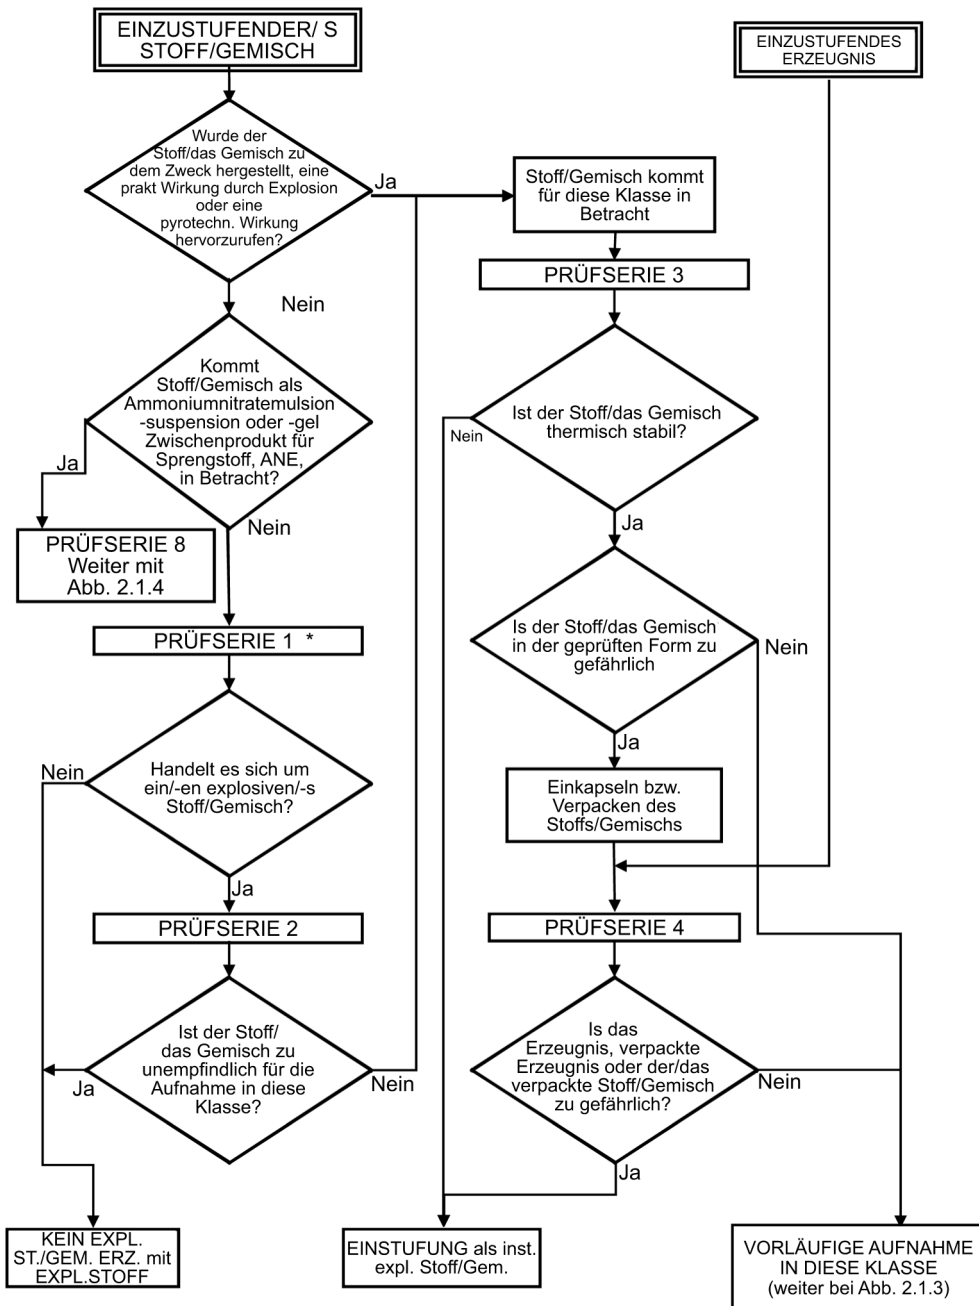 EINZUSTUFENDER/ S
STOFF/GEMISCH
EINZUSTUFENDES
ERZEUGNIS
Wurde der
Stoff/das Gemisch zu
dem Zweck hergestellt, eine
prakt Wirkung durch Explosion
oder eine
pyrotechn. Wirkung
hervorzurufen?
Ja
Stoff/Gemisch kommt
für diese Klasse in
Betracht
PRÜFSERIE 3
Nein
Kommt
Stoff/Gemisch als
Ammoniumnitratemulsion
-suspension oder -gel
Zwischenprodukt für
Sprengstoff, ANE,
in Betracht?
Ist der Stoff/das Gemisch
thermisch stabil?
Nein
Ja
Ja
Nein
PRÜFSERIE 8
Weiter mit
Abb. 2.1.4
PRÜFSERIE 1 *
Is der Stoff/das Gemisch
in der geprüften Form zu
gefährlich
Nein
Ja
Nein
Handelt es sich um
ein/-en explosiven/-s
Stoff/Gemisch?
Einkapseln bzw.
Verpacken des
Stoffs/Gemischs
Ja
PRÜFSERIE 2
PRÜFSERIE 4
Ist der Stoff/
das Gemisch zu
unempfindlich für die
Aufnahme in diese
Klasse?
Ja
Nein
Is das
Erzeugnis, verpackte
Erzeugnis oder der/das
verpackte Stoff/Gemisch
zu gefährlich?
Nein
Ja
KEIN EXPL.
ST./GEM. ERZ. mit
EXPL.STOFF
EINSTUFUNG als inst.
expl. Stoff/Gem.
VORLÄUFIGE AUFNAHME
IN DIESE KLASSE
(weiter bei Abb. 2.1.3)